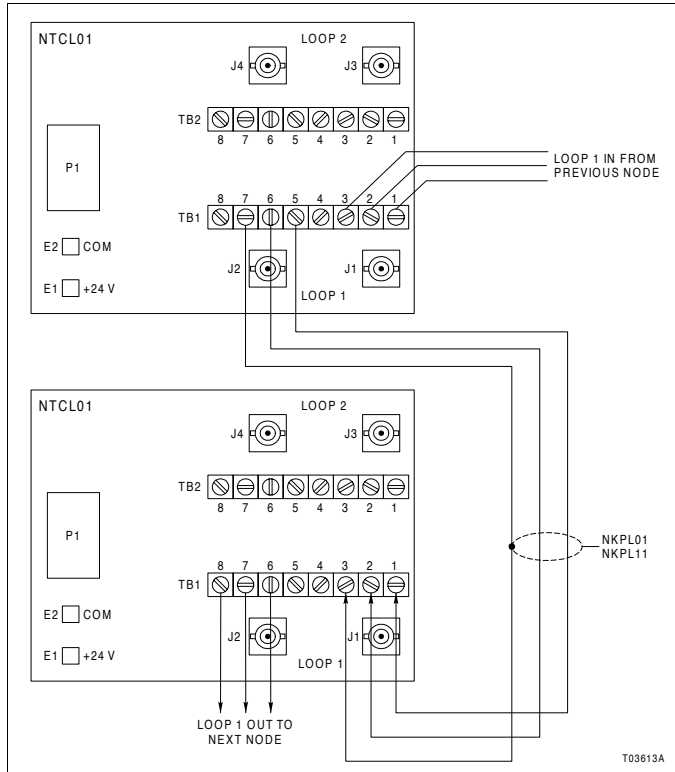 NTCL01
LOOP 2
J4 J3
TB2
8 7 6 5 4 3 2 1
P1
LOOP 1 IN FROM
PREVIOUS NODE
8 7 6 5 4 3 2 1
TB1
E2 COM
J2 J1
E1 +24 V
LOOP 1
NTCL01
LOOP 2
J4 J3
TB2
8 7 6 5 4 3 2 1
P1
NKPL01
NKPL11
8 7 6 5 4 3 2 1
TB1
E2 COM
J2 J1
E1 +24 V
LOOP 1
LOOP 1 OUT TO
NEXT NODE
T03613A